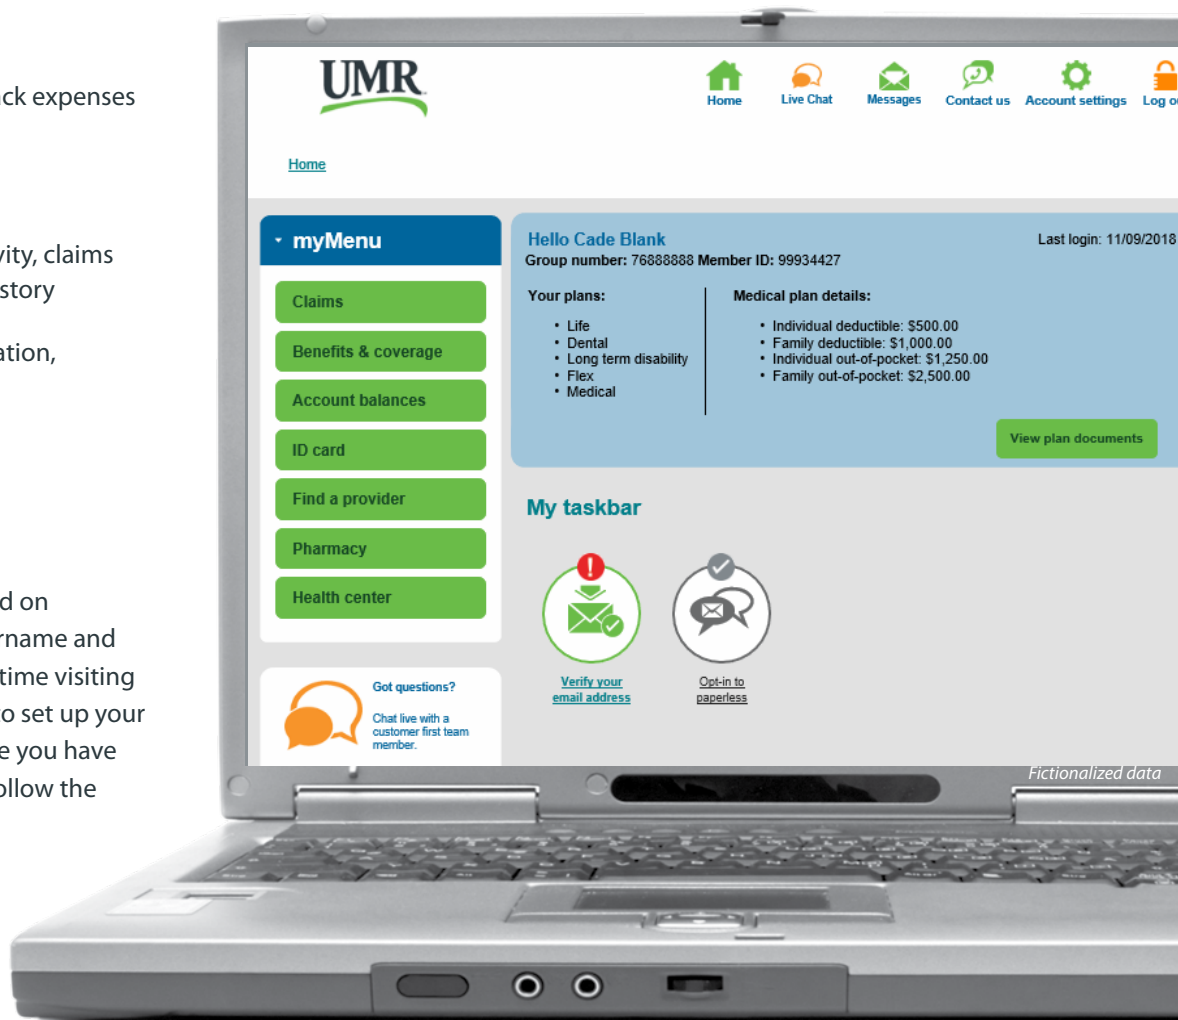 ck expenses
vity, claims
story
ation,
d on
rname and
time visiting
to set up your
e you have
ollow the
UMR
Home
Live Chat
Messages
Contact us
Account settings
Log o
Home
myMenu
Claims
Benefits & coverage
Account balances
ID card
Find a provider
Pharmacy
Health center
Got questions?
Chat live with a
customer first team
member.
Hello Cade Blank
Last login: 11/09/2018
Group number: 76888888 Member ID: 99934427
Your plans:
• Life
• Dental
• Long term disability
• Flex
• Medical
Medical plan details:
• Individual deductible: $500.00
• Family deductible: $1,000.00
• Individual out-of-pocket: $1,250.00
• Family out-of-pocket: $2,500.00
View plan documents
My taskbar
Verify your
email address
Opt-in to
paperless
Fictionalized data